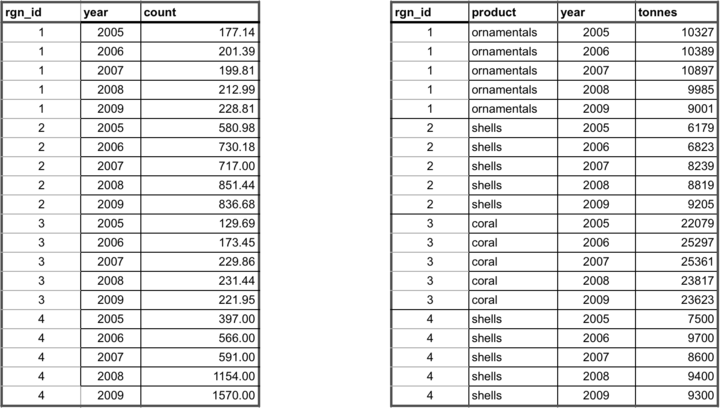 rgn_id year count
1 2005 177.14
1 2006 201.39
1 2007 199.81
1 2008 212.99
1 2009 228.81
2 2005 580.98
2 2006 730.18
2 2007 717.00
2 2008 851.44
2 2009 836.68
3 2005 129.69
3 2006 173.45
3 2007 229.86
3 2008 231.44
3 2009 221.95
4 2005 397.00
4 2006 566.00
4 2007 591.00
4 2008 1154.00
4 2009 1570.00
rgn_id product year tonnes
1 ornamentals 2005 10327
1 ornamentals 2006 10389
1 ornamentals 2007 10897
1 ornamentals 2008 9985
1 ornamentals 2009 9001
2 shells 2005 6179
2 shells 2006 6823
2 shells 2007 8239
2 shells 2008 8819
2 shells 2009 9205
3 coral 2005 22079
3 coral 2006 25297
3 coral 2007 25361
3 coral 2008 23817
3 coral 2009 23623
4 shells 2005 7500
4 shells 2006 9700
4 shells 2007 8600
4 shells 2008 9400
4 shells 2009 9300